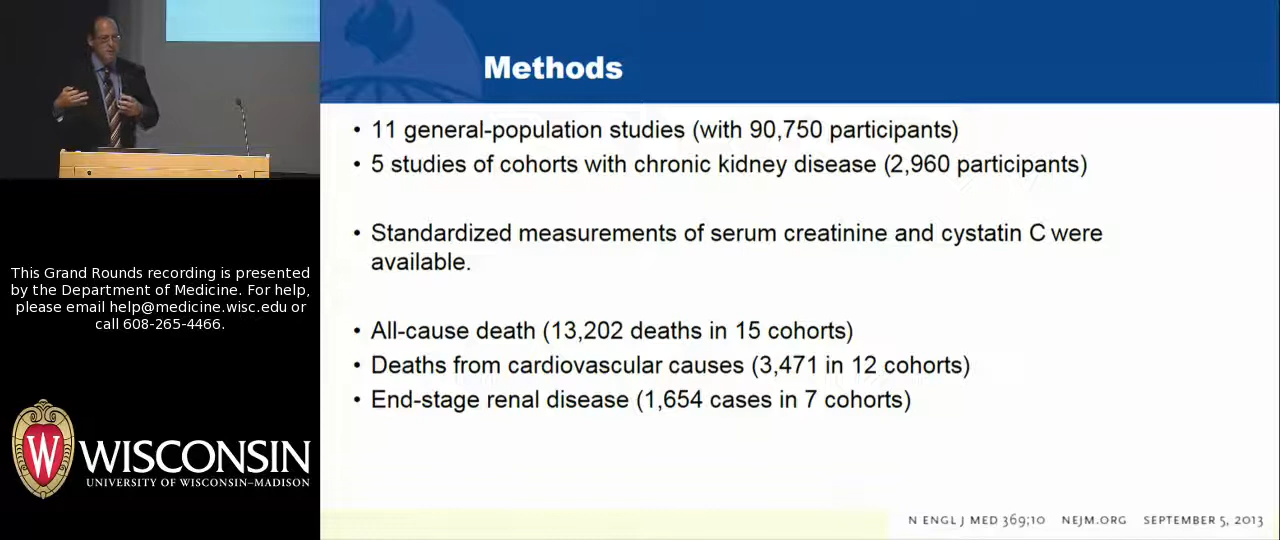 Methods
• 11 general-population studies (with 90,750 participants)
• 5 studies of cohorts with chronic kidney disease (2,960 participants)
• Standardized measurements of serum creatinine and cystatin C were
available.
• All-cause death (13,202 deaths in 15 cohorts)
• Deaths from cardiovascular causes (3,471 in 12 cohorts)
• End-stage renal disease (1,654 cases in 7 cohorts)
N ENGL J MED 369;10 NEJM.ORG SEPTEMBER 5, 2013
This Grand Rounds recording is presented
by the Department of Medicine. For help,
please email help@medicine.wisc.edu or
call 608-265-4466.
W
WISCONSIN
UNIVERSITY OF WISCONSIN–MADISON